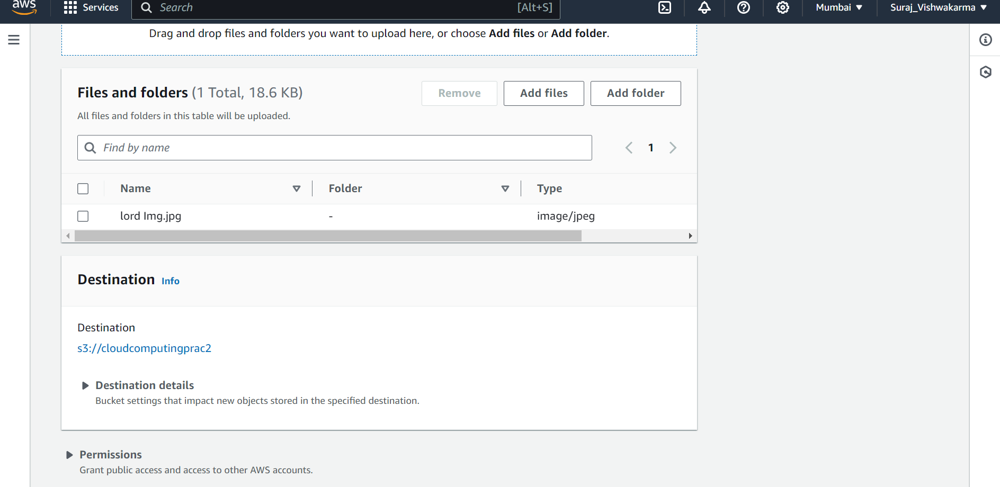 aws Services Search [Alt+S] Mumbai Suraj_Vishwakarma
Drag and drop files and folders you want to upload here, or choose Add files or Add folder.
Files and folders (1 Total, 18.6 KB)
Remove Add files Add folder
All files and folders in this table will be uploaded.
Find by name
1
Name Folder Type
lord Img.jpg - image/jpeg
Destination Info
Destination
s3://cloudcomputingprac2
Destination details
Bucket settings that impact new objects stored in the specified destination.
Permissions
Grant public access and access to other AWS accounts.